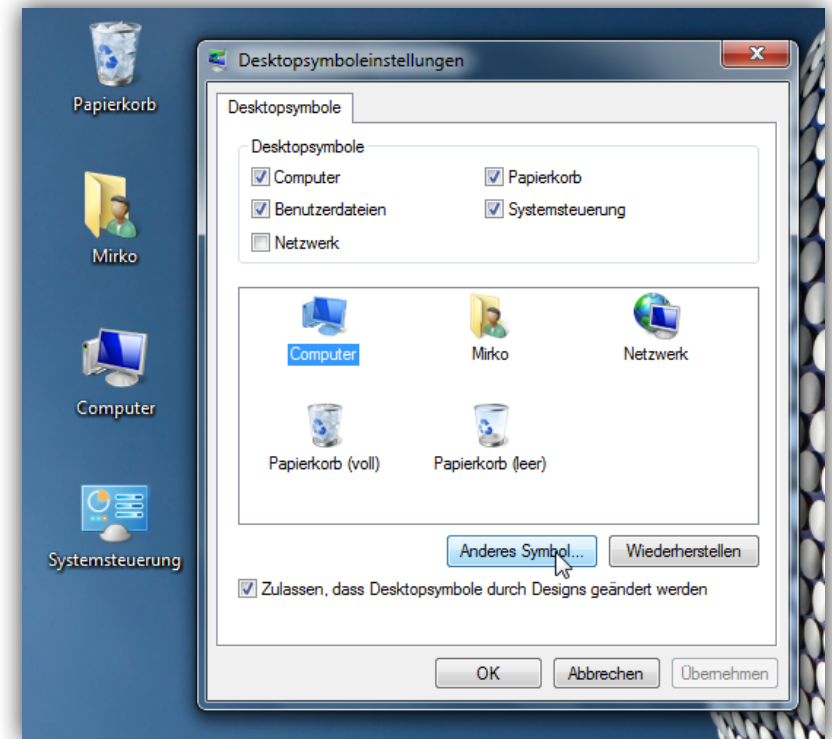 Papierkorb
Mirko
Computer
Systemsteuerung
Desktopsymboleinstellungen
Desktopsymbole
Desktopsymbole
Computer
Papierkorb
Benutzerdateien
Systemsteuerung
Netzwerk
Computer
Mirko
Netzwerk
Papierkorb (voll)
Papierkorb (leer)
Anderes Symbol...
Wiederherstellen
Zulassen, dass Desktopsymbole durch Designs geändert werden
OK
Abbrechen
Übernehmen